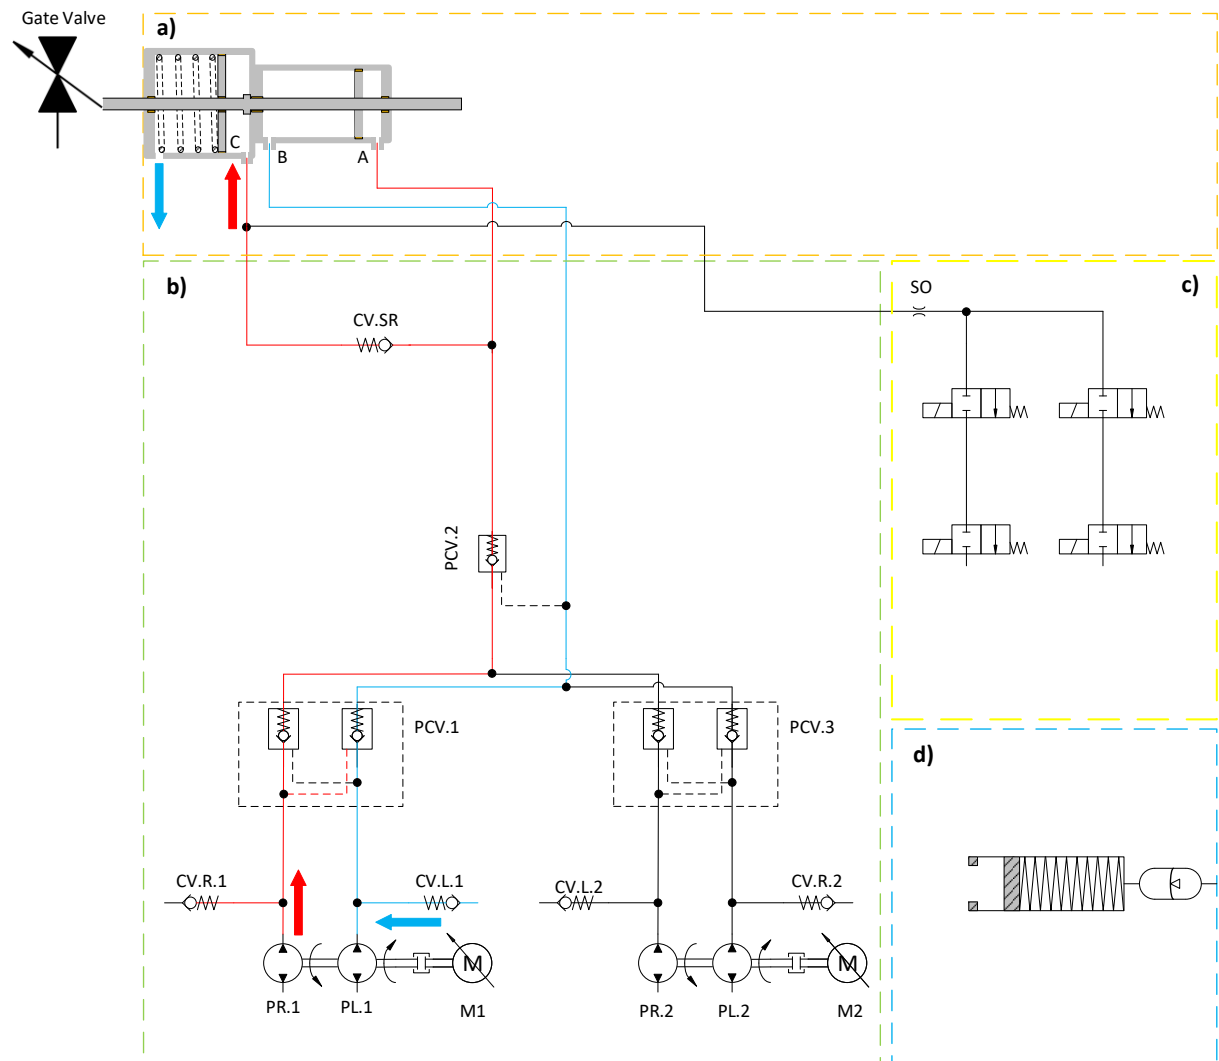 Gate Valve
a)
C
B
A
b)
c)
SO
CV.SR
PCV.2
PCV.1
PCV.3
d)
CV.R.1
CV.L.1
CV.L.2
CV.R.2
M
M
PR.1
PL.1
M1
PR.2
PL.2
M2